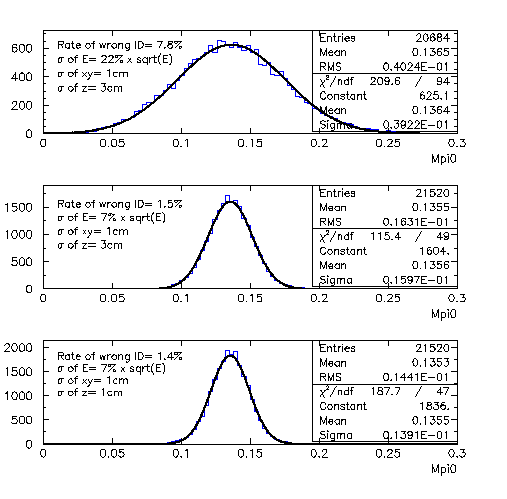 Rate of wrong ID= 7.8%
σ of E= 22% x sqrt(E)
σ of xy= 1cm
σ of z= 3cm
Entries 20684
Mean 0.1365
RMS 0.4024E-01
χ²/ndf 209.6 / 94
Constant 625.1
Mean 0.1364
Sigma 0.3922E-01
600
400
200
0
0 0.05 0.1 0.15 0.2 0.25 0.3
Mpi0
Rate of wrong ID= 1.5%
σ of E= 7% x sqrt(E)
σ of xy= 1cm
σ of z= 3cm
Entries 21520
Mean 0.1355
RMS 0.1631E-01
χ²/ndf 115.4 / 49
Constant 1604.
Mean 0.1356
Sigma 0.1597E-01
1500
1000
500
0
0 0.05 0.1 0.15 0.2 0.25 0.3
Mpi0
Rate of wrong ID= 1.4%
σ of E= 7% x sqrt(E)
σ of xy= 1cm
σ of z= 1cm
Entries 21520
Mean 0.1353
RMS 0.1441E-01
χ²/ndf 187.7 / 47
Constant 1836.
Mean 0.1355
Sigma 0.1391E-01
2000
1500
1000
500
0
0 0.05 0.1 0.15 0.2 0.25 0.3
Mpi0